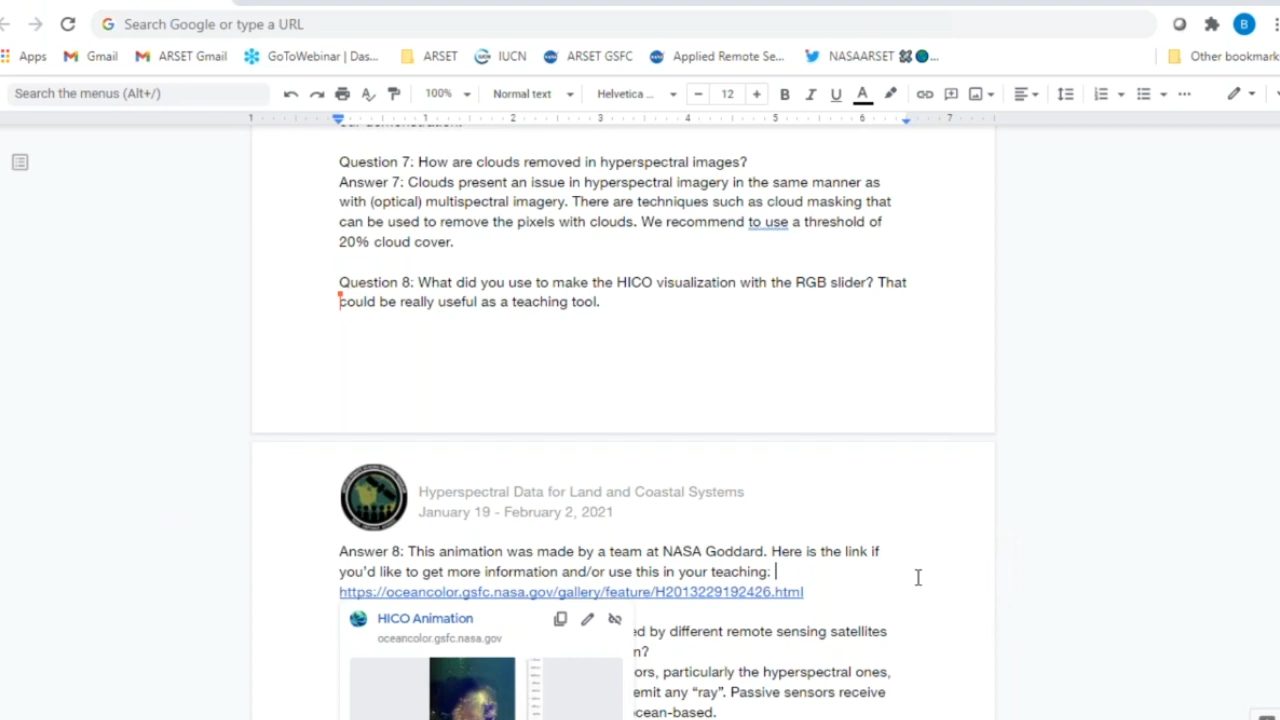 Search Google or type a URL
B
Apps
Gmail
ARSET Gmail
GoToWebinar | Das...
ARSET
IUCN
ARSET GSFC
Applied Remote Se...
NASAARSET
...
Other bookmark
Search the menus (Alt+/)
100%
Normal text
Helvetica ...
12
B I U A
1 1 2 3 4 5 6 7
Question 7: How are clouds removed in hyperspectral images?
Answer 7: Clouds present an issue in hyperspectral imagery in the same manner as
with (optical) multispectral imagery. There are techniques such as cloud masking that
can be used to remove the pixels with clouds. We recommend to use a threshold of
20% cloud cover.
Question 8: What did you use to make the HICO visualization with the RGB slider? That
could be really useful as a teaching tool.
Hyperspectral Data for Land and Coastal Systems
January 19 - February 2, 2021
Answer 8: This animation was made by a team at NASA Goddard. Here is the link if
you'd like to get more information and/or use this in your teaching:
https://oceancolor.gsfc.nasa.gov/gallery/feature/H2013229192426.html
HICO Animation
oceancolor.gsfc.nasa.gov
ed by different remote sensing satellites
n?
ors, particularly the hyperspectral ones,
emit any “ray”. Passive sensors receive
cean-based.